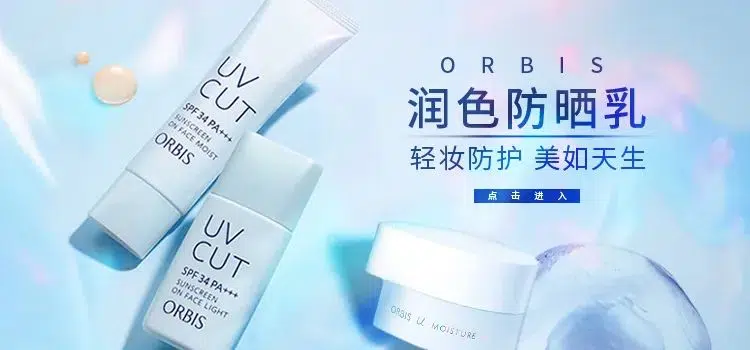 UV
CUT
SPF 34 PA+++
SUNSCREEN
ON FACE MOIST
ORBIS
UV
CUT
SPF 34 PA+++
SUNSCREEN
ON FACE LIGHT
ORBIS
ORBIS
润色防晒乳
轻妆防护 美如天生
点击进入
ORBIS U MOISTURE